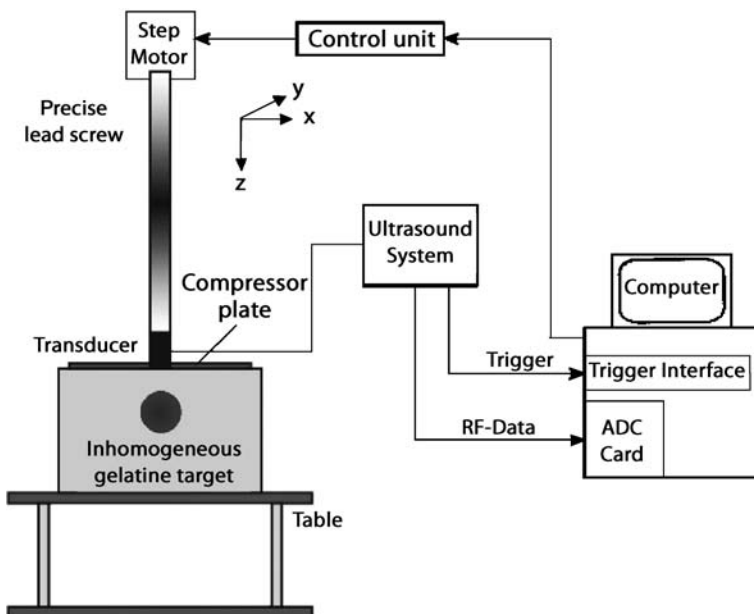 Step
Motor
Control unit
Precise
lead screw
y
x
z
Ultrasound
System
Compressor
plate
Computer
Transducer
Trigger
Trigger Interface
RF-Data
ADC
Card
Inhomogeneous
gelatine target
Table